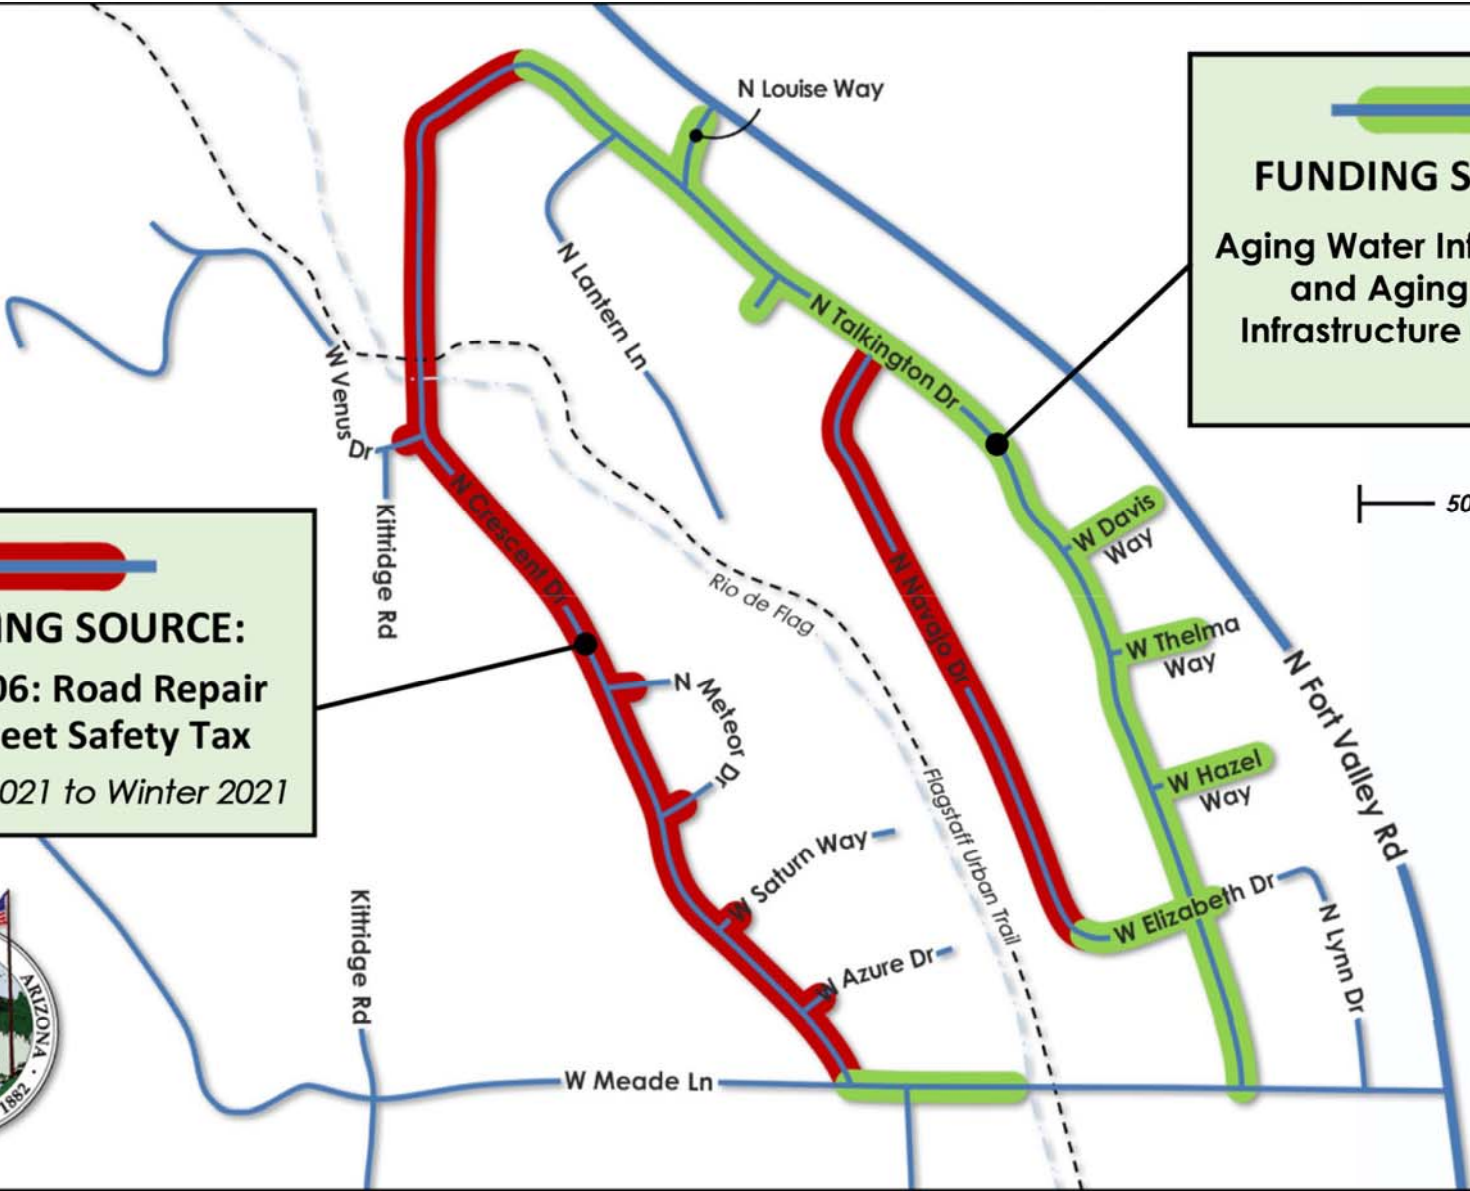 N Louise Way
FUNDING S
Aging Water Inf
and Aging
Infrastructure
N Lantern Ln
N Talkington Dr
W Venus
Dr
Kittridge Rd
N Crescent Dr
50
W Davis
Way
ING SOURCE:
06: Road Repair
eet Safety Tax
021 to Winter 2021
Rio de Flag
N Navajo Dr
W Thelma
Way
N Meteor Dr
N Fort Valley Rd
W Hazel
Way
Flagstaff Urban Trail
W Saturn Way
W Elizabeth Dr
N Lynn Dr
Kittridge Rd
W Azure Dr
ARIZONA
1882
W Meade Ln